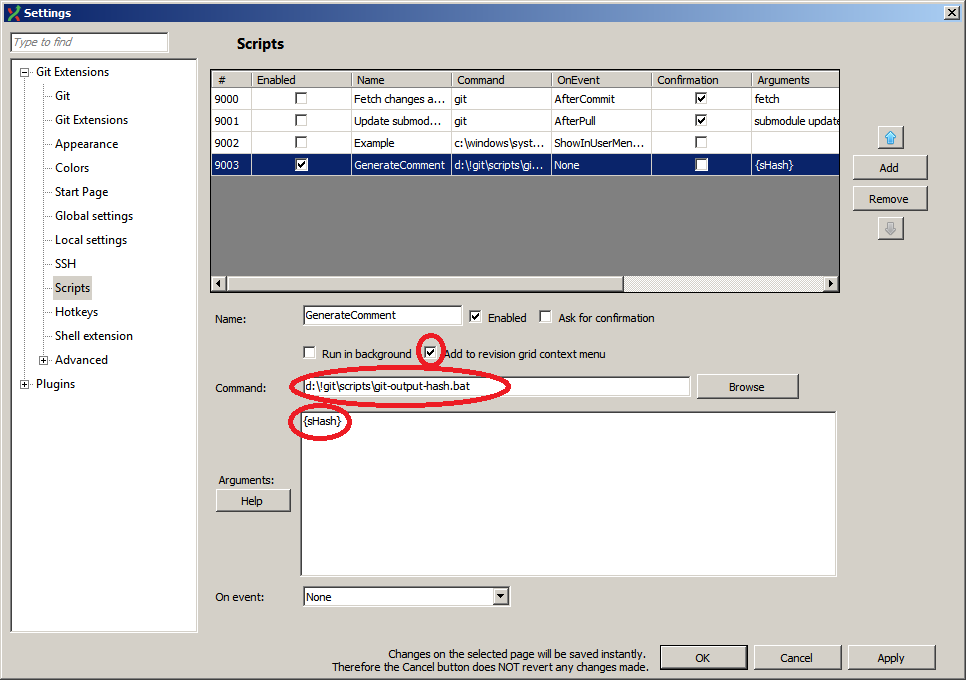 Settings
Type to find
Scripts
Git Extensions
Git
Git Extensions
Appearance
Colors
Start Page
Global settings
Local settings
SSH
Scripts
Hotkeys
Shell extension
Advanced
Plugins
# Enabled Name Command OnEvent Confirmation Arguments
9000 Fetch changes a... git AfterCommit fetch
9001 Update submod... git AfterPull submodule update
9002 Example c:\windows\syst... ShowInUserMen...
9003 GenerateComment d:\!git\scripts\gi... None {sHash}
Add
Remove
Name: GenerateComment Enabled Ask for confirmation
Run in background Add to revision grid context menu
Command: d:\!git\scripts\git-output-hash.bat Browse
{sHash}
Arguments:
Help
On event: None
Changes on the selected page will be saved instantly.
Therefore the Cancel button does NOT revert any changes made.
OK Cancel Apply